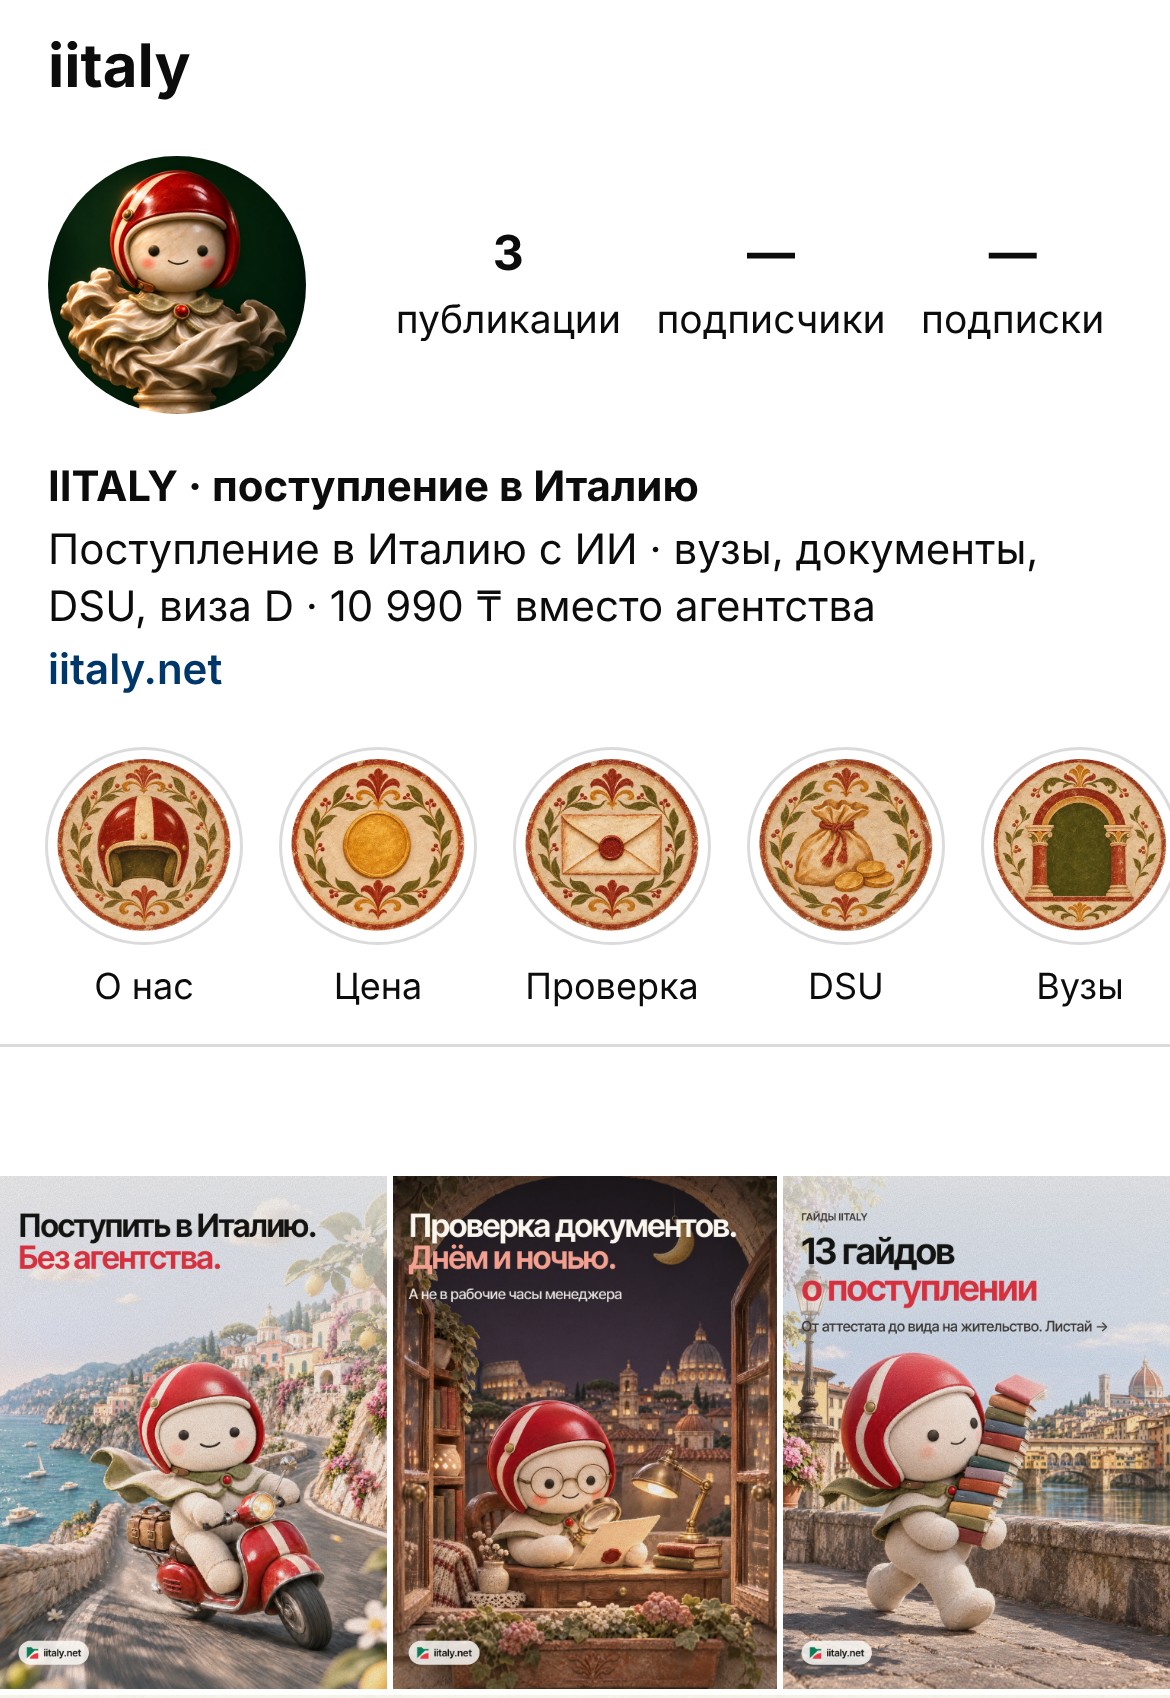 iitaly
3
публикации
—
подписчики
—
подписки
IITALY · поступление в Италию
Поступление в Италию с ИИ · вузы, документы,
DSU, виза D · 10 990 ₸ вместо агентства
iitaly.net
О нас
Цена
Проверка
DSU
Вузы
Поступить в Италию.
Без агентства.
iitaly.net
Проверка документов.
Днём и ночью.
А не в рабочие часы менеджера
iitaly.net
ГАЙДЫ IITALY
13 гайдов
о поступлении
От аттестата до вида на жительство. Листай →
iitaly.net